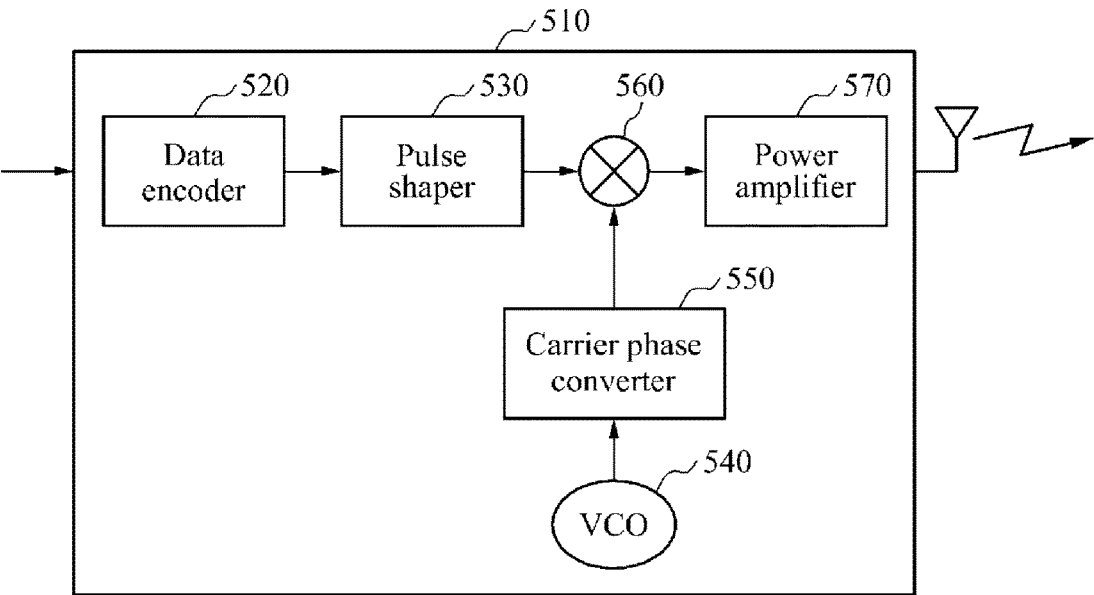 510
520
530
560
570
Data
encoder
Pulse
shaper
Power
amplifier
550
Carrier phase
converter
540
VCO